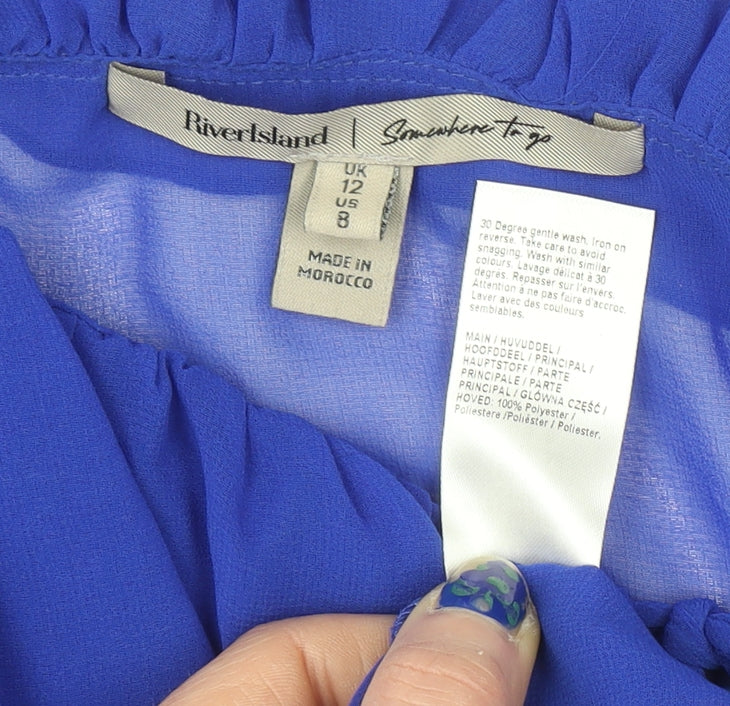 RiverIsland | Somewhere to go
UK
12
US
8
MADE IN
MOROCCO
30 Degree gentle wash. Iron on
reverse. Take care to avoid
snagging. Wash with similar
colours. Lavage délicat à 30
degrés. Repasser sur l'envers.
Attention à ne pas faire d'accroc.
Laver avec des couleurs
semblables.
MAIN / HUVUDDEL /
HOOFDDEEL / PRINCIPAL /
HAUPTSTOFF / PARTE
PRINCIPALE / PARTE
PRINCIPAL / GŁÓWNA CZĘŚĆ /
HOVED: 100% Polyester /
Poliestere /Poliéster / Poliester.